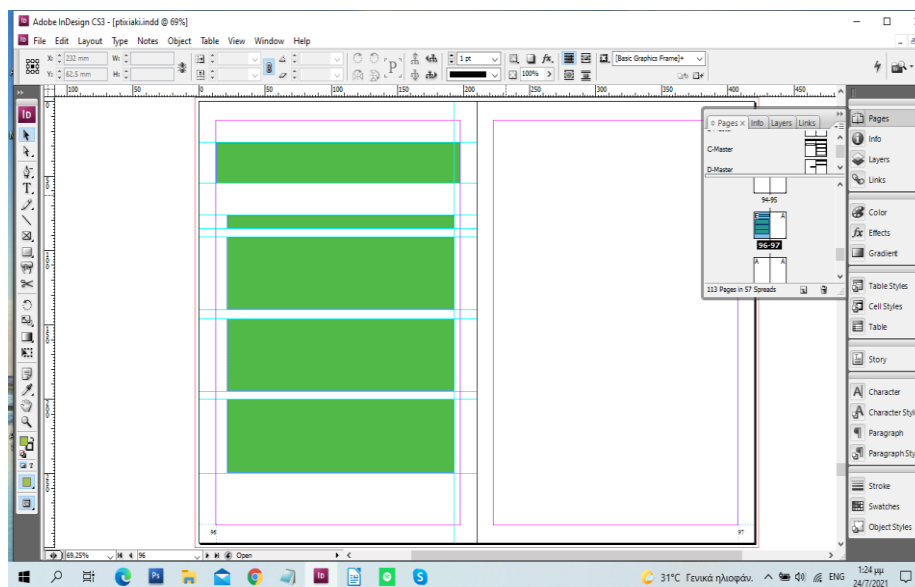 Adobe InDesign CS3 - [ptixiaki.indd @ 69%]
File Edit Layout Type Notes Object Table View Window Help
X: 232 mm W: 1 pt [Basic Graphics Frame]+
Y: 62.5 mm H: 100%
100 50 0 50 100 150 200 250 300 350 400 450
Pages × Info Layers Links
C-Master
D-Master
94-95
A
96-97
A A
113 Pages in 57 Spreads
Pages
Info
Layers
Links
Color
Effects
Gradient
Table Styles
Cell Styles
Table
Story
Character
Character Styl
Paragraph
Paragraph Sty
Stroke
Swatches
Object Styles
96 97
69.25% 96 Open
31°C Γενικά ηλιοφάν. ENG 1:24 μμ
24/7/2021